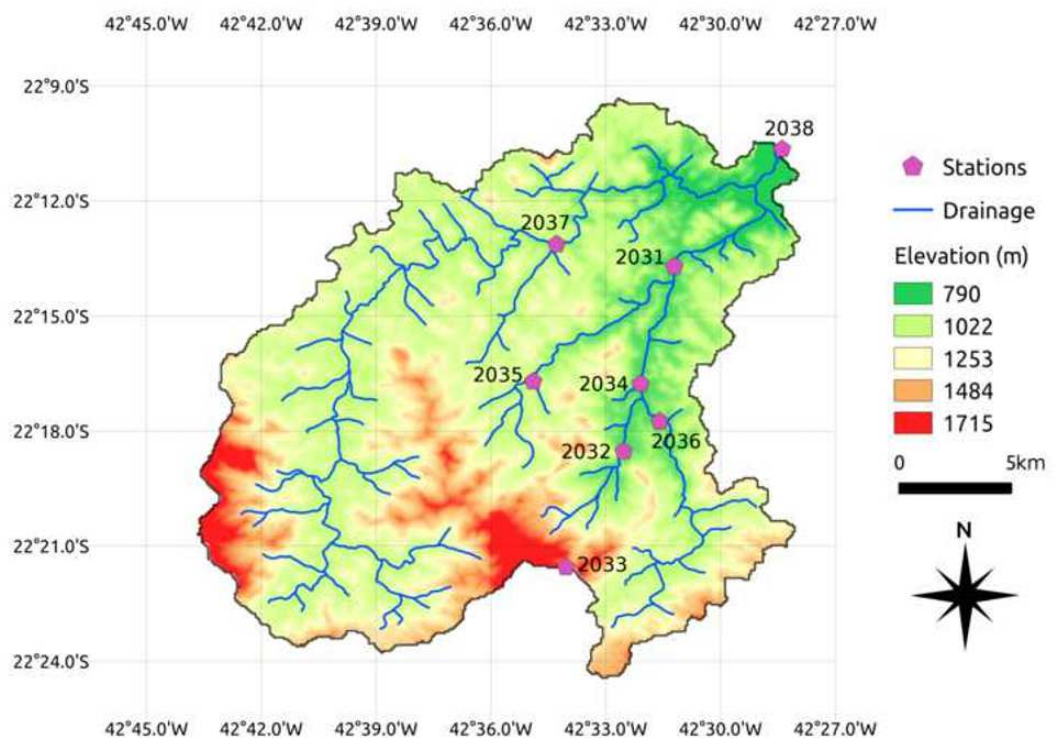 42°45.0'W 42°42.0'W 42°39.0'W 42°36.0'W 42°33.0'W 42°30.0'W 42°27.0'W
22°9.0'S
2038
Stations
22°12.0'S
Drainage
2037
2031
Elevation (m)
790
22°15.0'S
1022
1253
2035
2034
1484
1715
22°18.0'S
2036
2032
0 5km
N
22°21.0'S
2033
22°24.0'S
42°45.0'W 42°42.0'W 42°39.0'W 42°36.0'W 42°33.0'W 42°30.0'W 42°27.0'W